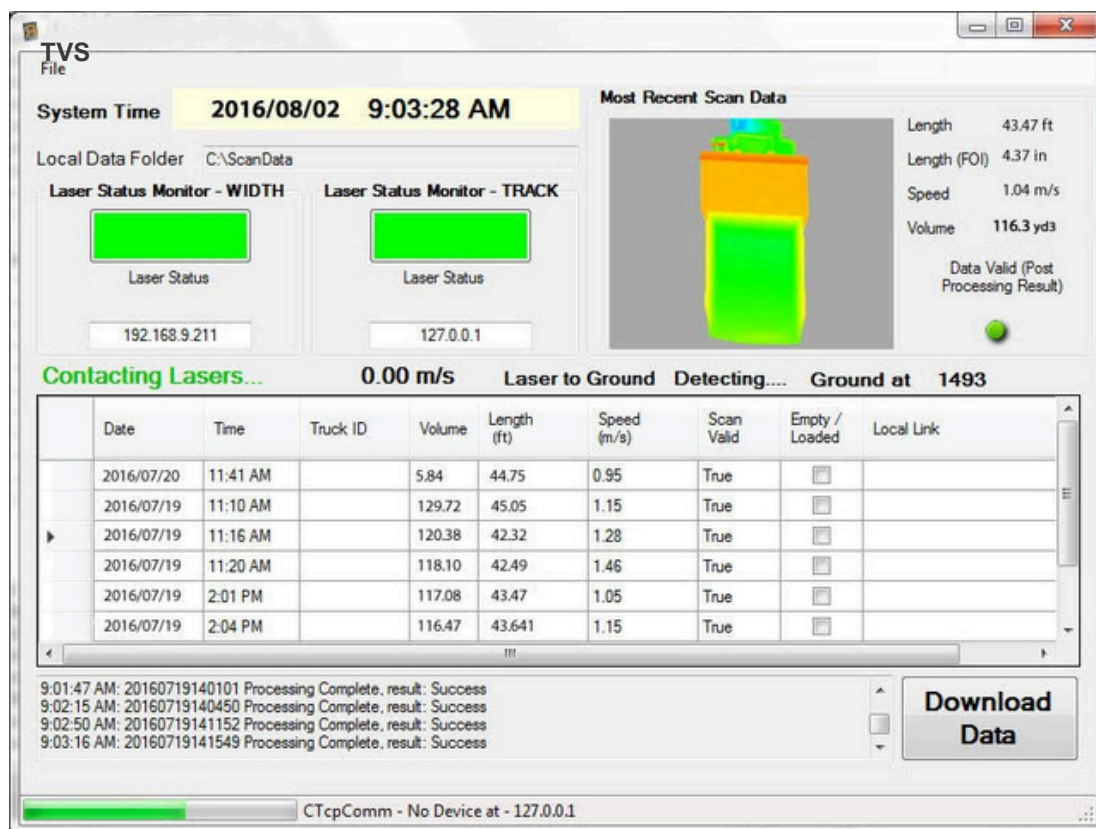 TVS
File
System Time 2016/08/02 9:03:28 AM
Local Data Folder C:\ScanData
Laser Status Monitor - WIDTH
Laser Status
192.168.9.211
Laser Status Monitor - TRACK
Laser Status
127.0.0.1
Most Recent Scan Data
Length 43.47 ft
Length (FOI) 4.37 in
Speed 1.04 m/s
Volume 116.3 yd3
Data Valid (Post
Processing Result)
Contacting Lasers... 0.00 m/s Laser to Ground Detecting.... Ground at 1493
Date Time Truck ID Volume Length (ft) Speed (m/s) Scan Valid Empty / Loaded Local Link
2016/07/20 11:41 AM 5.84 44.75 0.95 True
2016/07/19 11:10 AM 129.72 45.05 1.15 True
2016/07/19 11:16 AM 120.38 42.32 1.28 True
2016/07/19 11:20 AM 118.10 42.49 1.46 True
2016/07/19 2:01 PM 117.08 43.47 1.05 True
2016/07/19 2:04 PM 116.47 43.641 1.15 True
9:01:47 AM: 20160719140101 Processing Complete, result: Success
9:02:15 AM: 20160719140450 Processing Complete, result: Success
9:02:50 AM: 20160719141152 Processing Complete, result: Success
9:03:16 AM: 20160719141549 Processing Complete, result: Success
Download
Data
CTcpComm - No Device at - 127.0.0.1